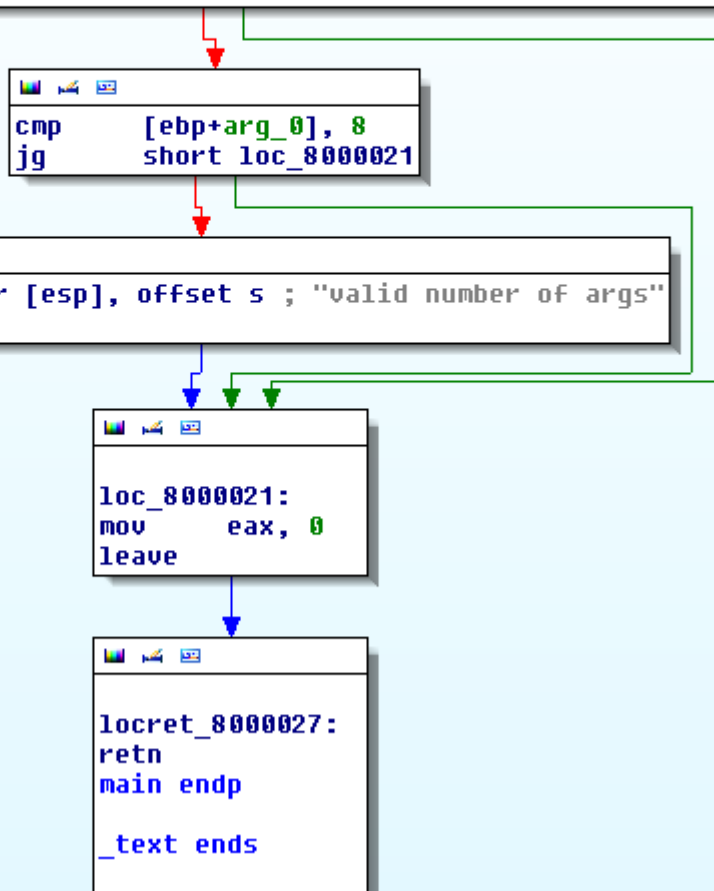 cmp [ebp+arg_0], 8
jg short loc_8000021
r [esp], offset s ; "valid number of args"
loc_8000021:
mov eax, 0
leave
locret_8000027:
retn
main endp
_text ends